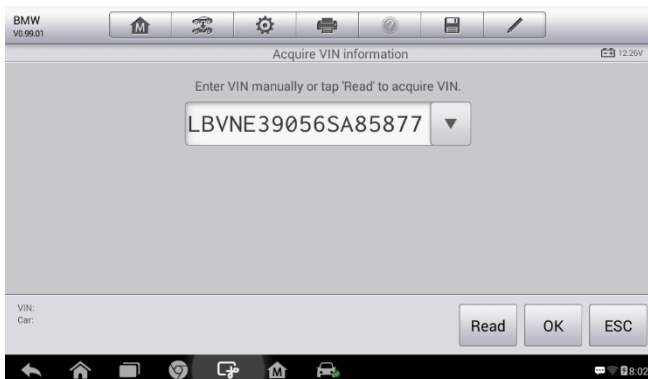 BMW
V0.99.01
M
?
Acquire VIN information
12.26V
Enter VIN manually or tap 'Read' to acquire VIN.
LBVNE39056SA85877
VIN:
Car:
Read
OK
ESC
M
8:02